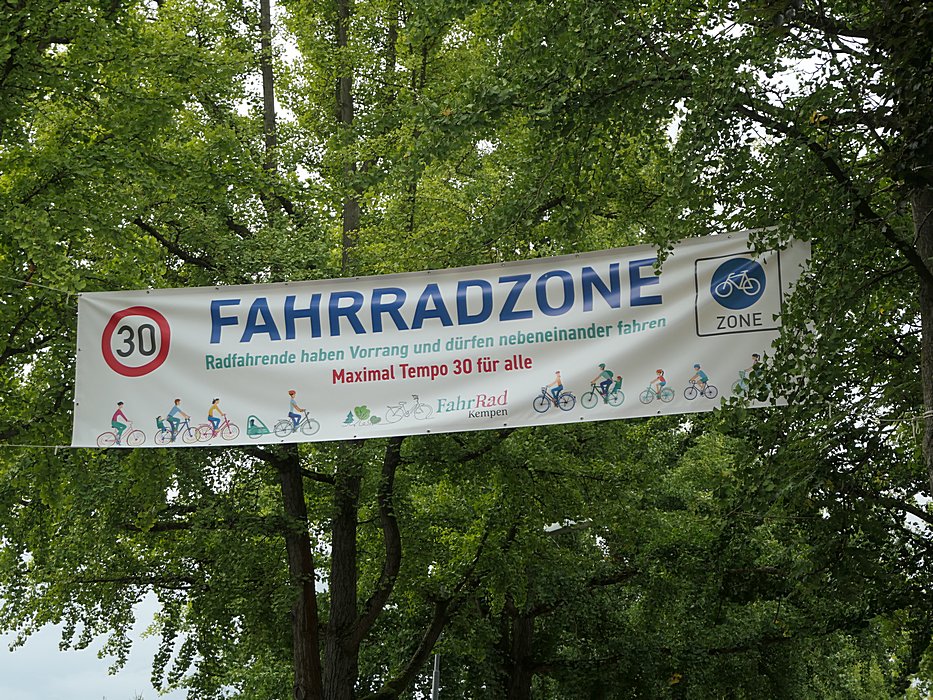 30
FAHRRADZONE
Radfahrende haben Vorrang und dürfen nebeneinander fahren
Maximal Tempo 30 für alle
FahrRad
Kempen
ZONE